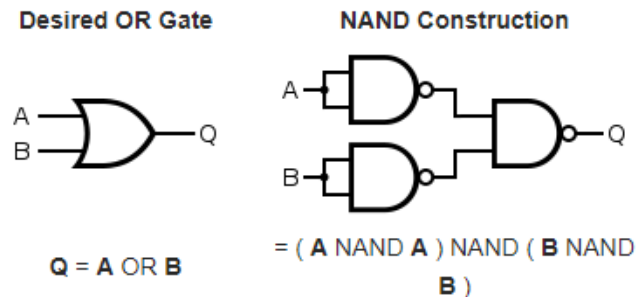 Desired OR Gate
NAND Construction
A
B
Q
A
B
Q
Q = A OR B
= ( A NAND A ) NAND ( B NAND
B )